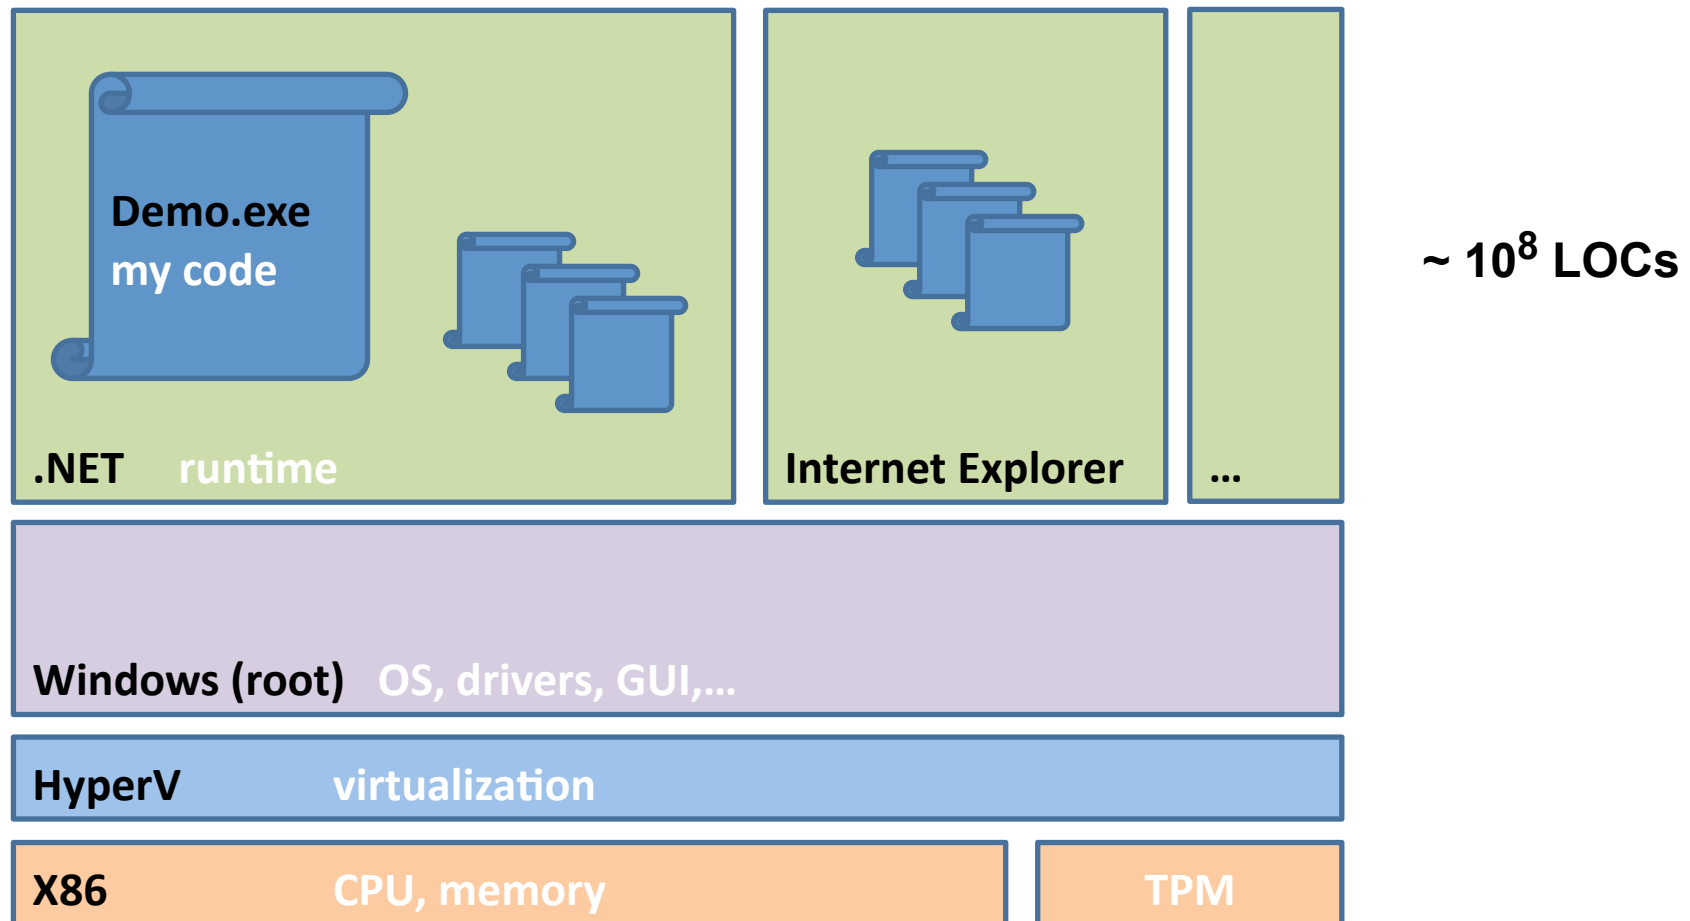 Demo.exe
my code
.NET runtime
Internet Explorer
...
~ 10⁸ LOCs
Windows (root) OS, drivers, GUI,...
HyperV virtualization
X86 CPU, memory
TPM